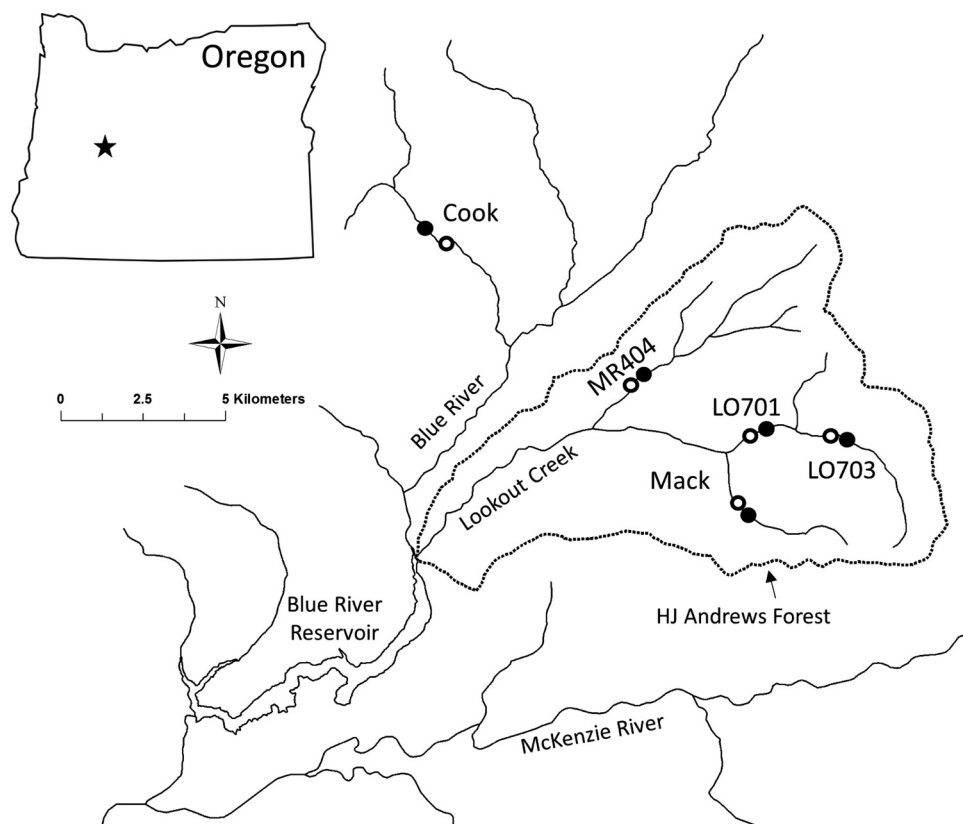 Oregon
Cook
N
0 2.5 5 Kilometers
MR404
Blue River
LO701
Lookout Creek
Mack
LO703
Blue River
Reservoir
HJ Andrews Forest
McKenzie River